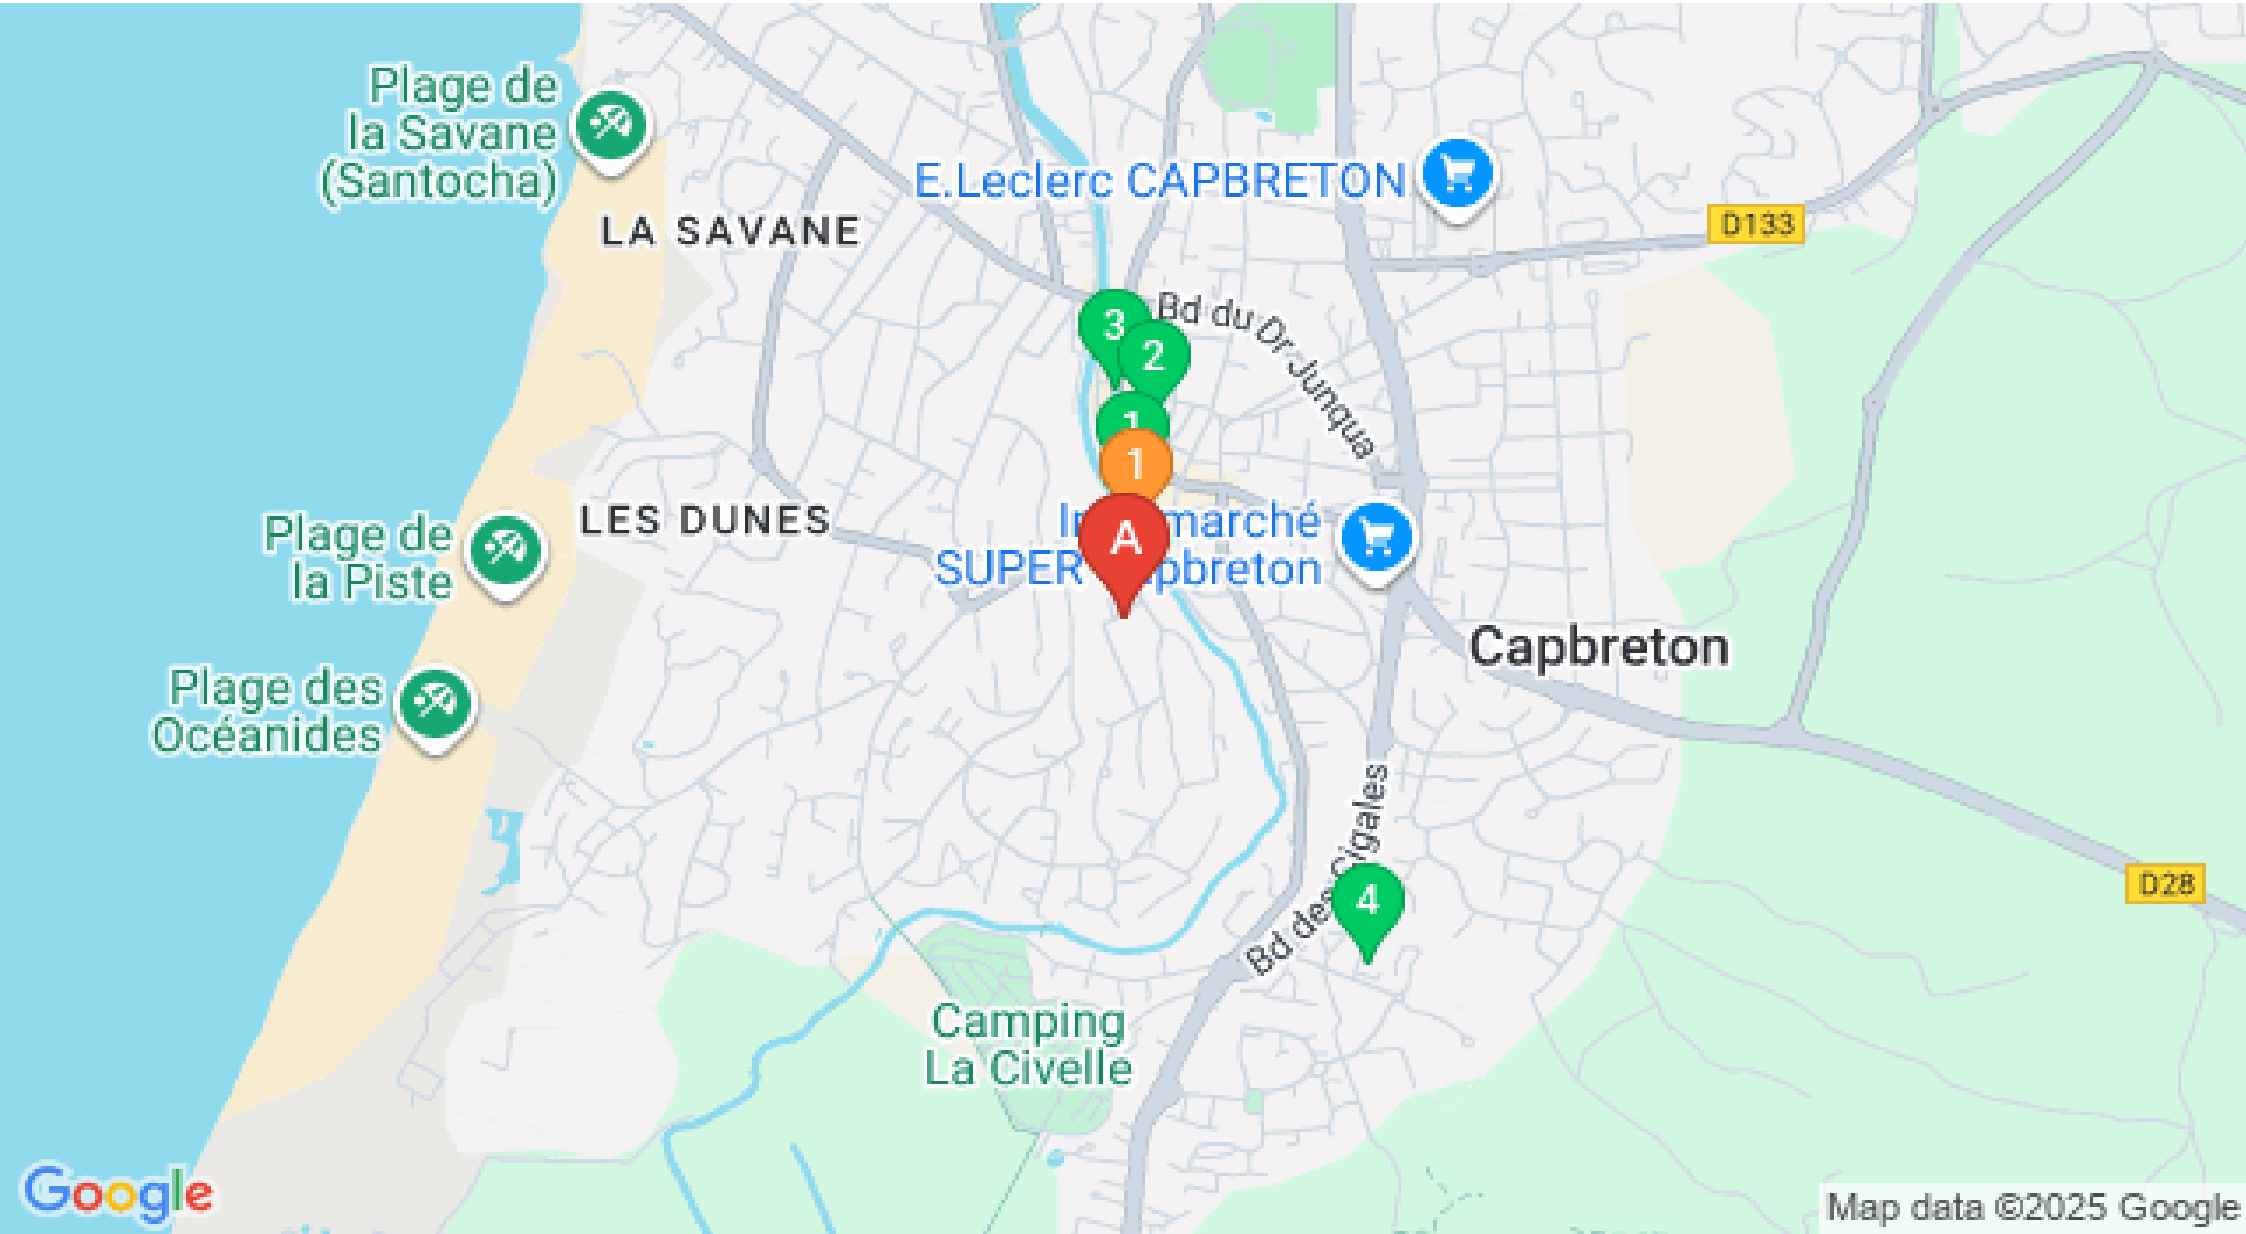 Plage de
la Savane
(Santocha)
E.Leclerc CAPBRETON
D133
LA SAVANE
3
Bd du Dr Junqua
2
1
1
LES DUNES
Plage de
la Piste
A
marché
SUPER
pbreton
Capbreton
Plage des
Océanides
Bd des Cigales
4
D28
Camping
La Civelle
Google
Map data ©2025 Google